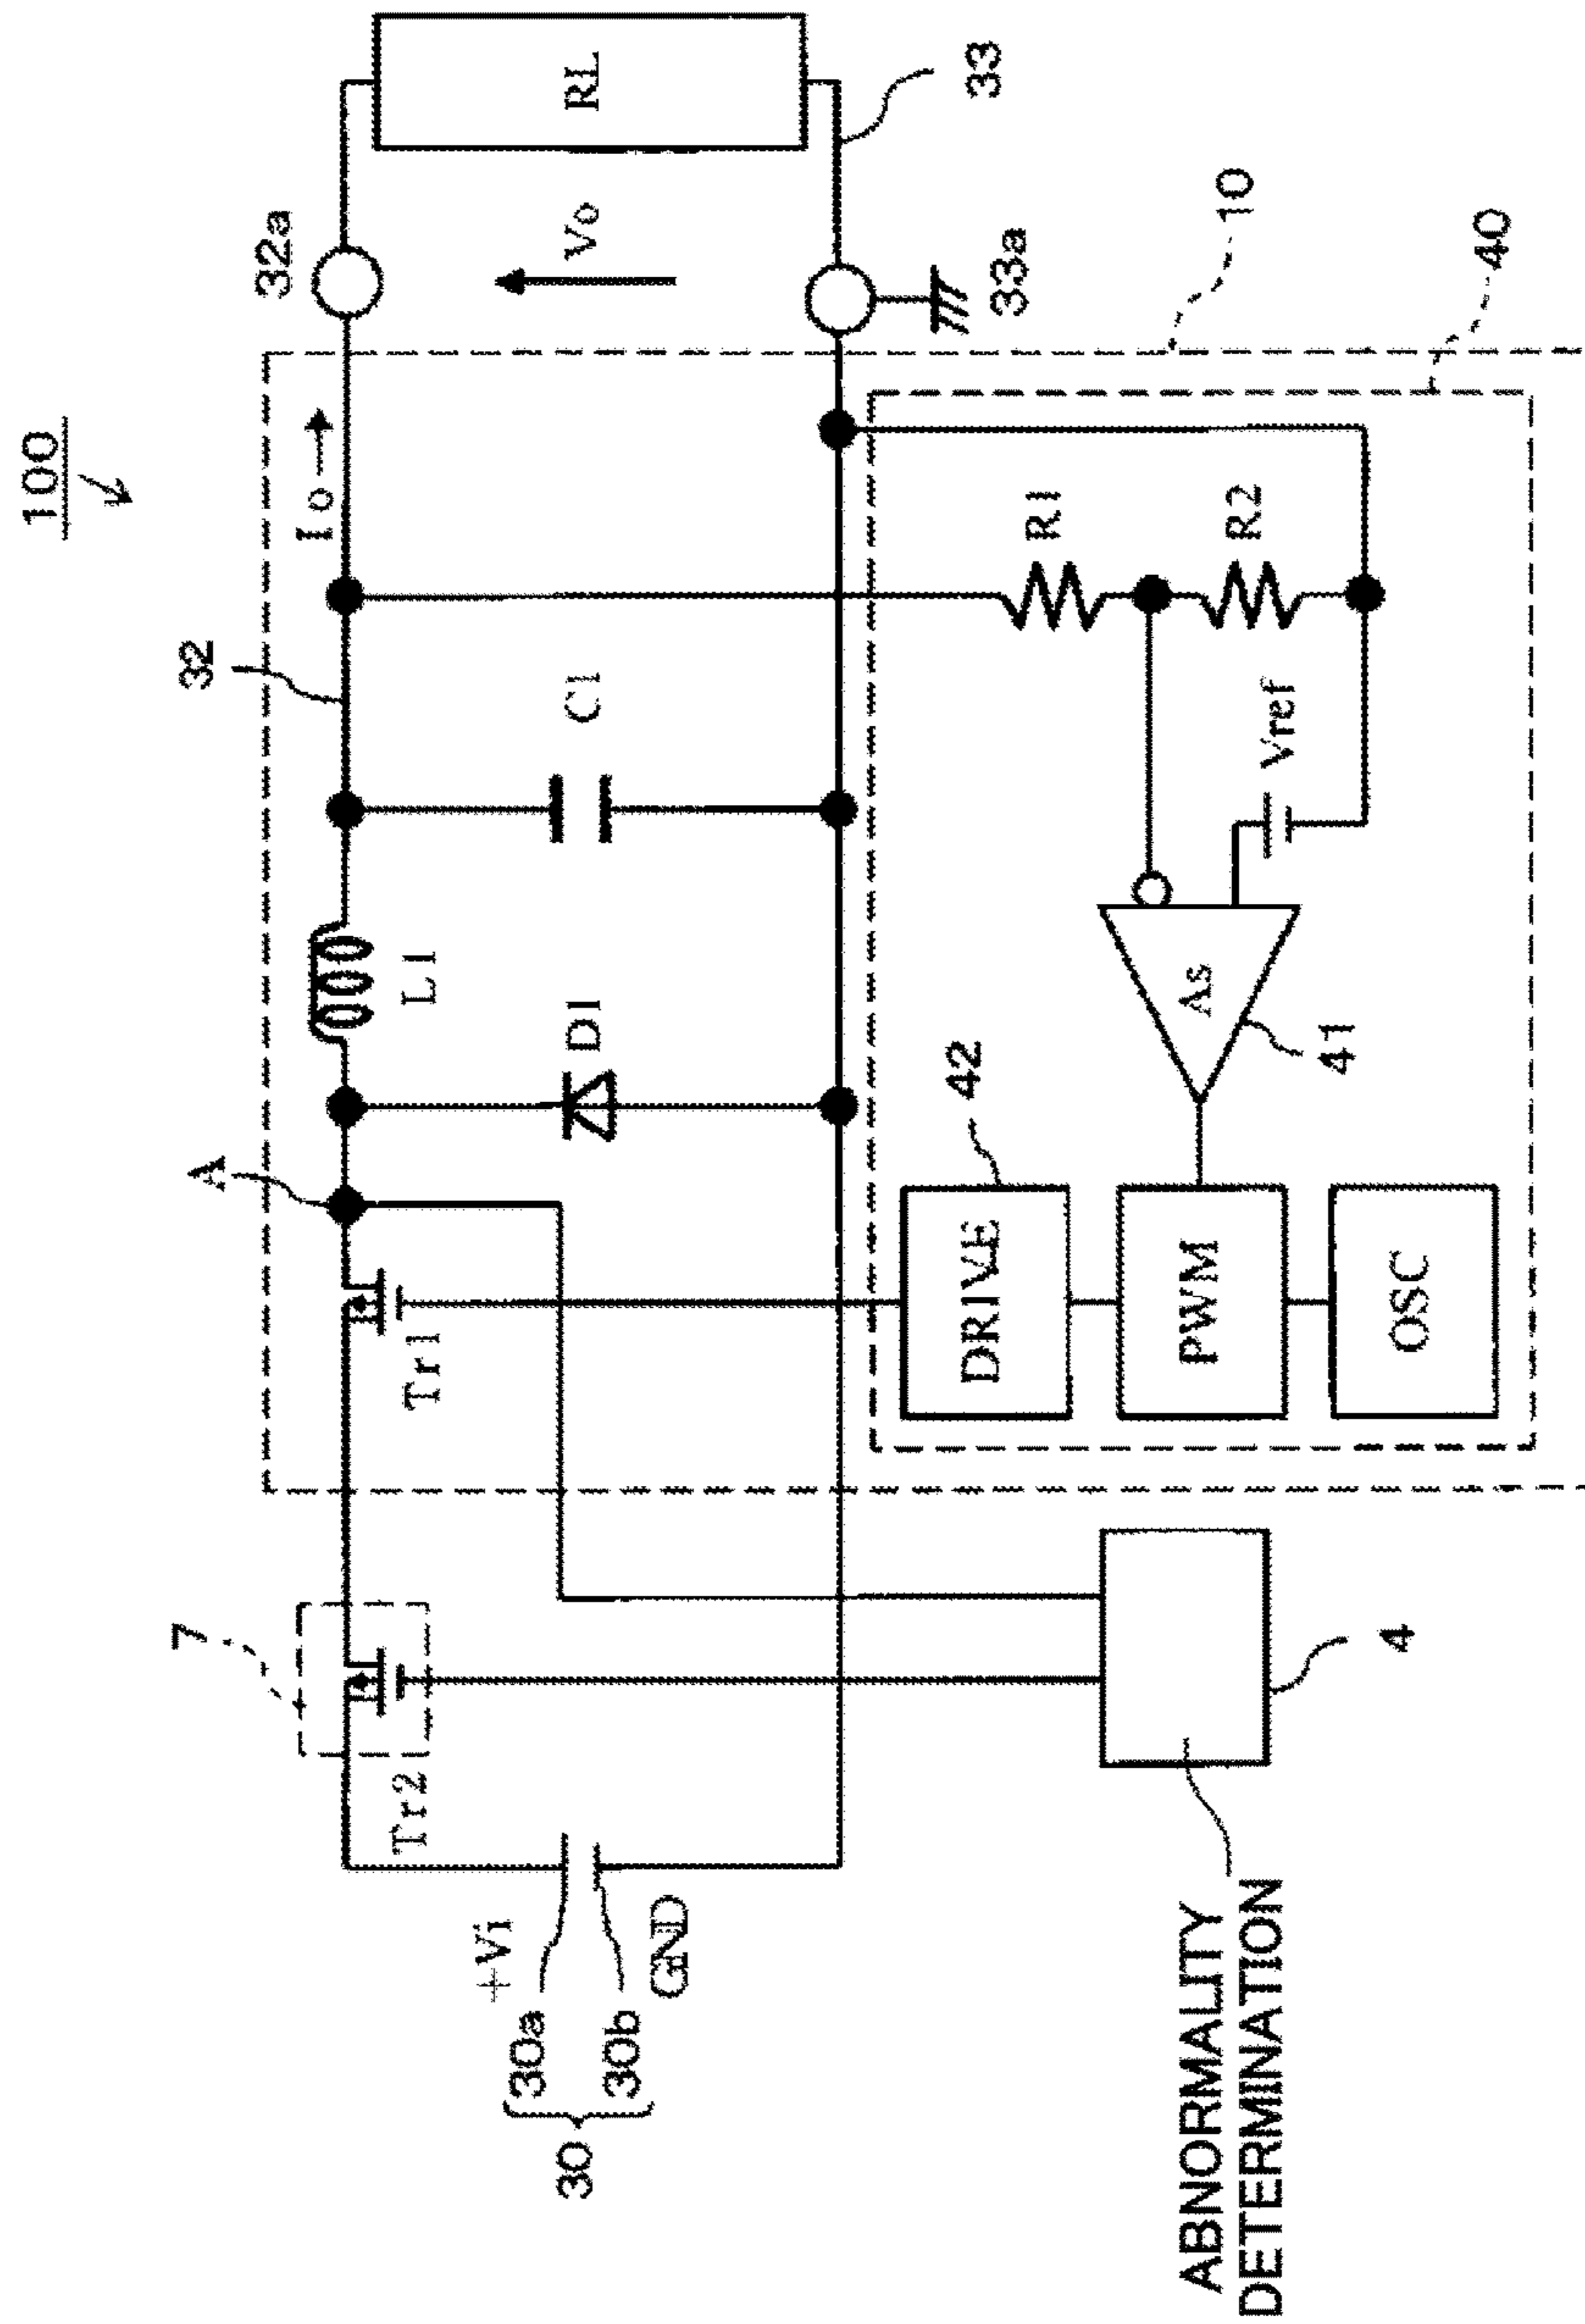 100
32
A
7
Io
32a
Tr2
Tr1
L1
+Vi
30a
30b
30
GND
D1
C1
Vo
RL
33
33a
10
40
42
DRIVE
PWM
OSC
As
41
Vref
R1
R2
4
ABNORMALITY
DETERMINATION